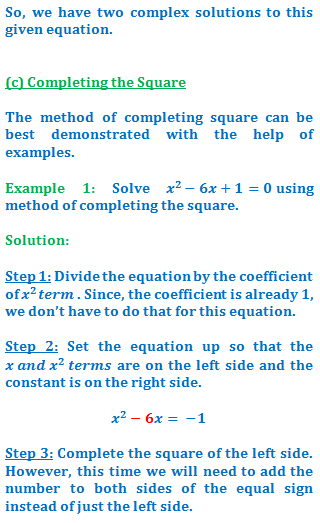 So, we have two complex solutions to this
given equation.
(c) Completing the Square
The method of completing square can be
best demonstrated with the help of
examples.
Example 1: Solve x² − 6x + 1 = 0 using
method of completing the square.
Solution:
Step 1: Divide the equation by the coefficient
of x² term . Since, the coefficient is already 1,
we don't have to do that for this equation.
Step 2: Set the equation up so that the
x and x² terms are on the left side and the
constant is on the right side.
x² − 6x = −1
Step 3: Complete the square of the left side.
However, this time we will need to add the
number to both sides of the equal sign
instead of just the left side.